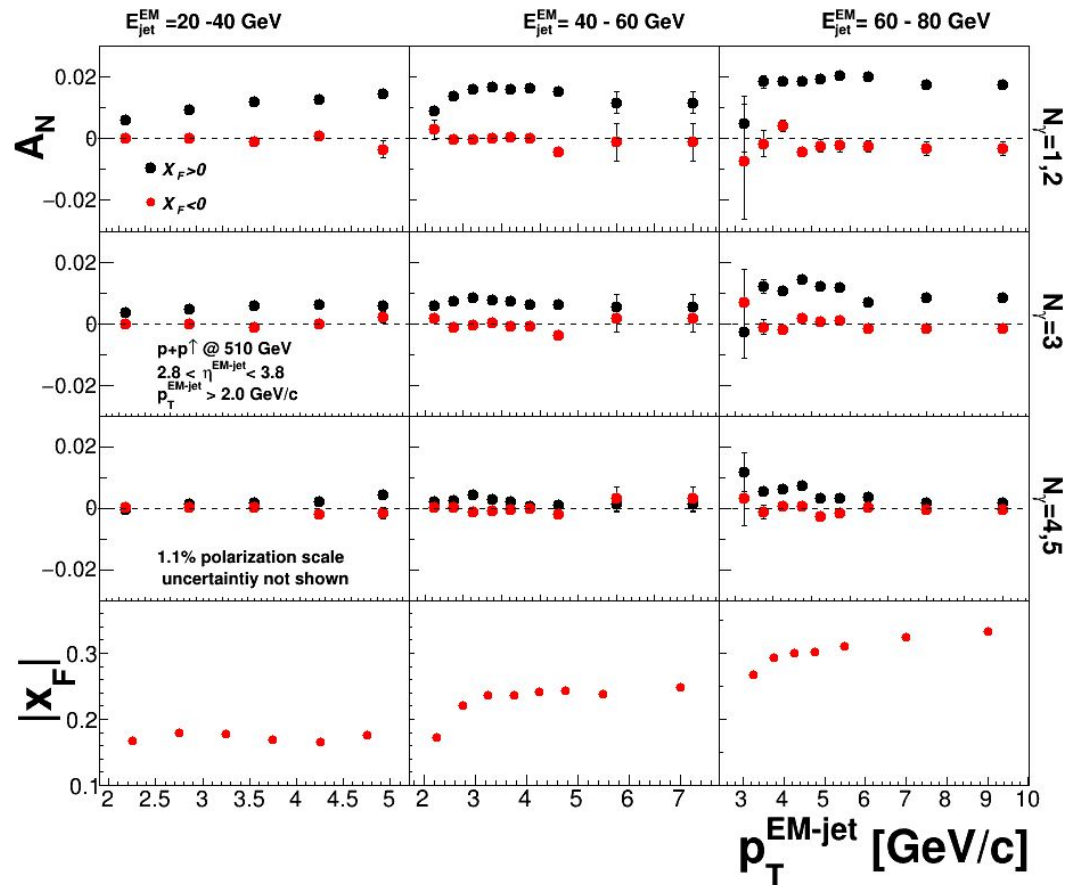 E_jet^EM =20 -40 GeV
E_jet^EM = 40 - 60 GeV
E_jet^EM = 60 - 80 GeV
A_N
0.02
0
−0.02
X_F>0
X_F<0
N_γ=1,2
0.02
0
−0.02
p+p↑ @ 510 GeV
2.8 < η^EM-jet < 3.8
p_T^EM-jet > 2.0 GeV/c
N_γ=3
0.02
0
−0.02
1.1% polarization scale
uncertaintiy not shown
N_γ=4,5
|x_F|
0.3
0.2
0.1
2 2.5 3 3.5 4 4.5 5
2 3 4 5 6 7
3 4 5 6 7 8 9 10
p_T^EM-jet [GeV/c]